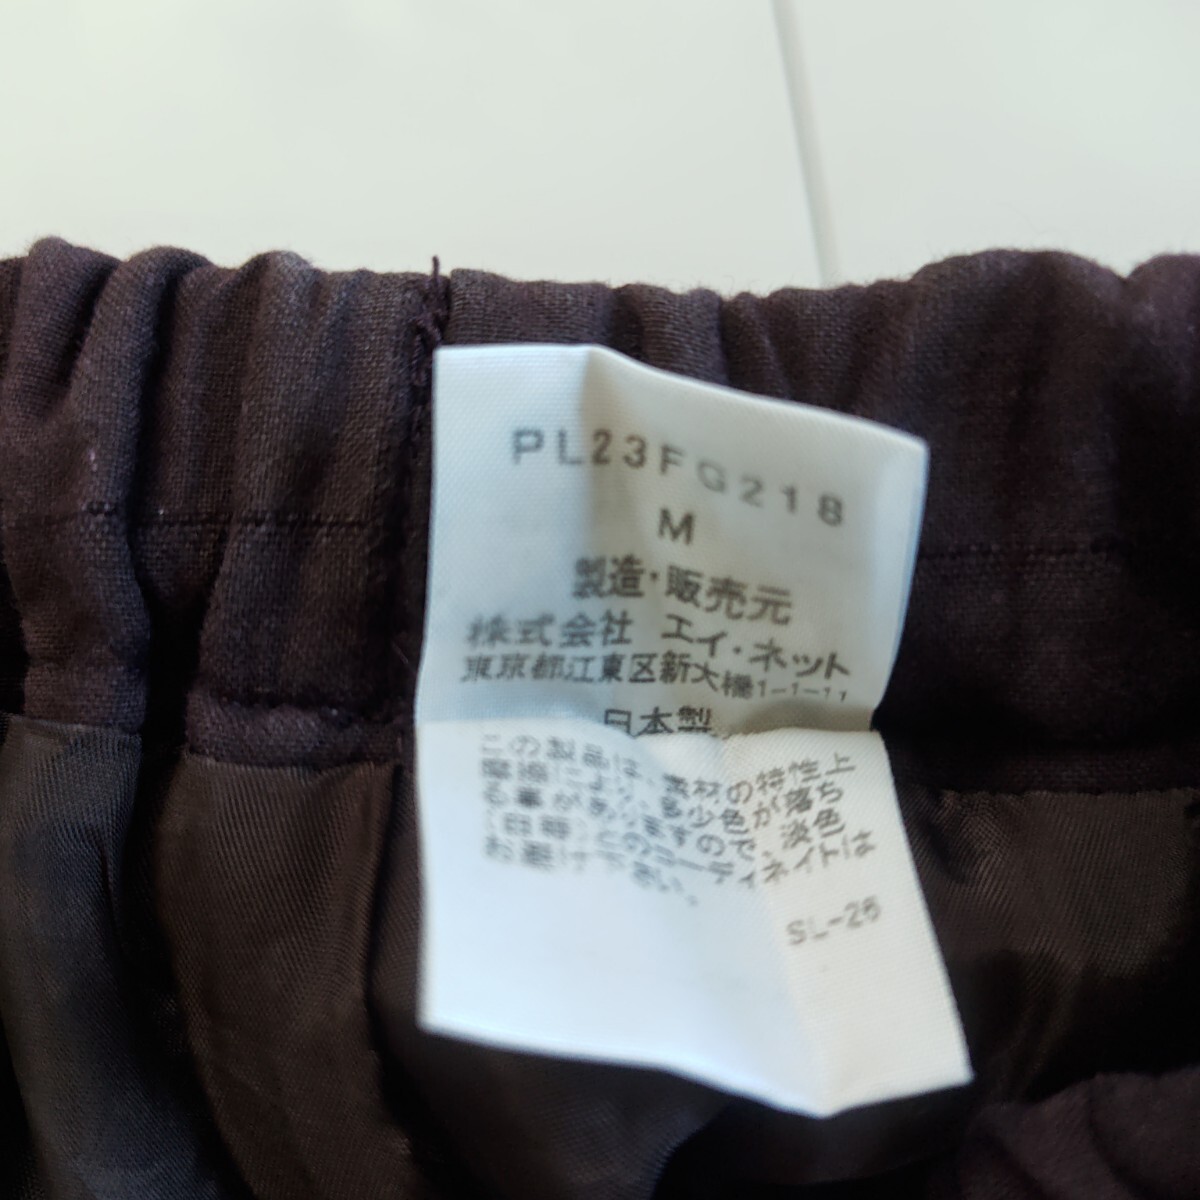 PL23FG218
M
製造・販売元
株式会社 エイ・ネット
東京都江東区新大橋1-1-11
日本製
この製品は、素材の特性上
摩擦により多少色が落ち
る事がありますので、淡色
(白等)とのコーディネイトは
お避け下さい。
SL-26